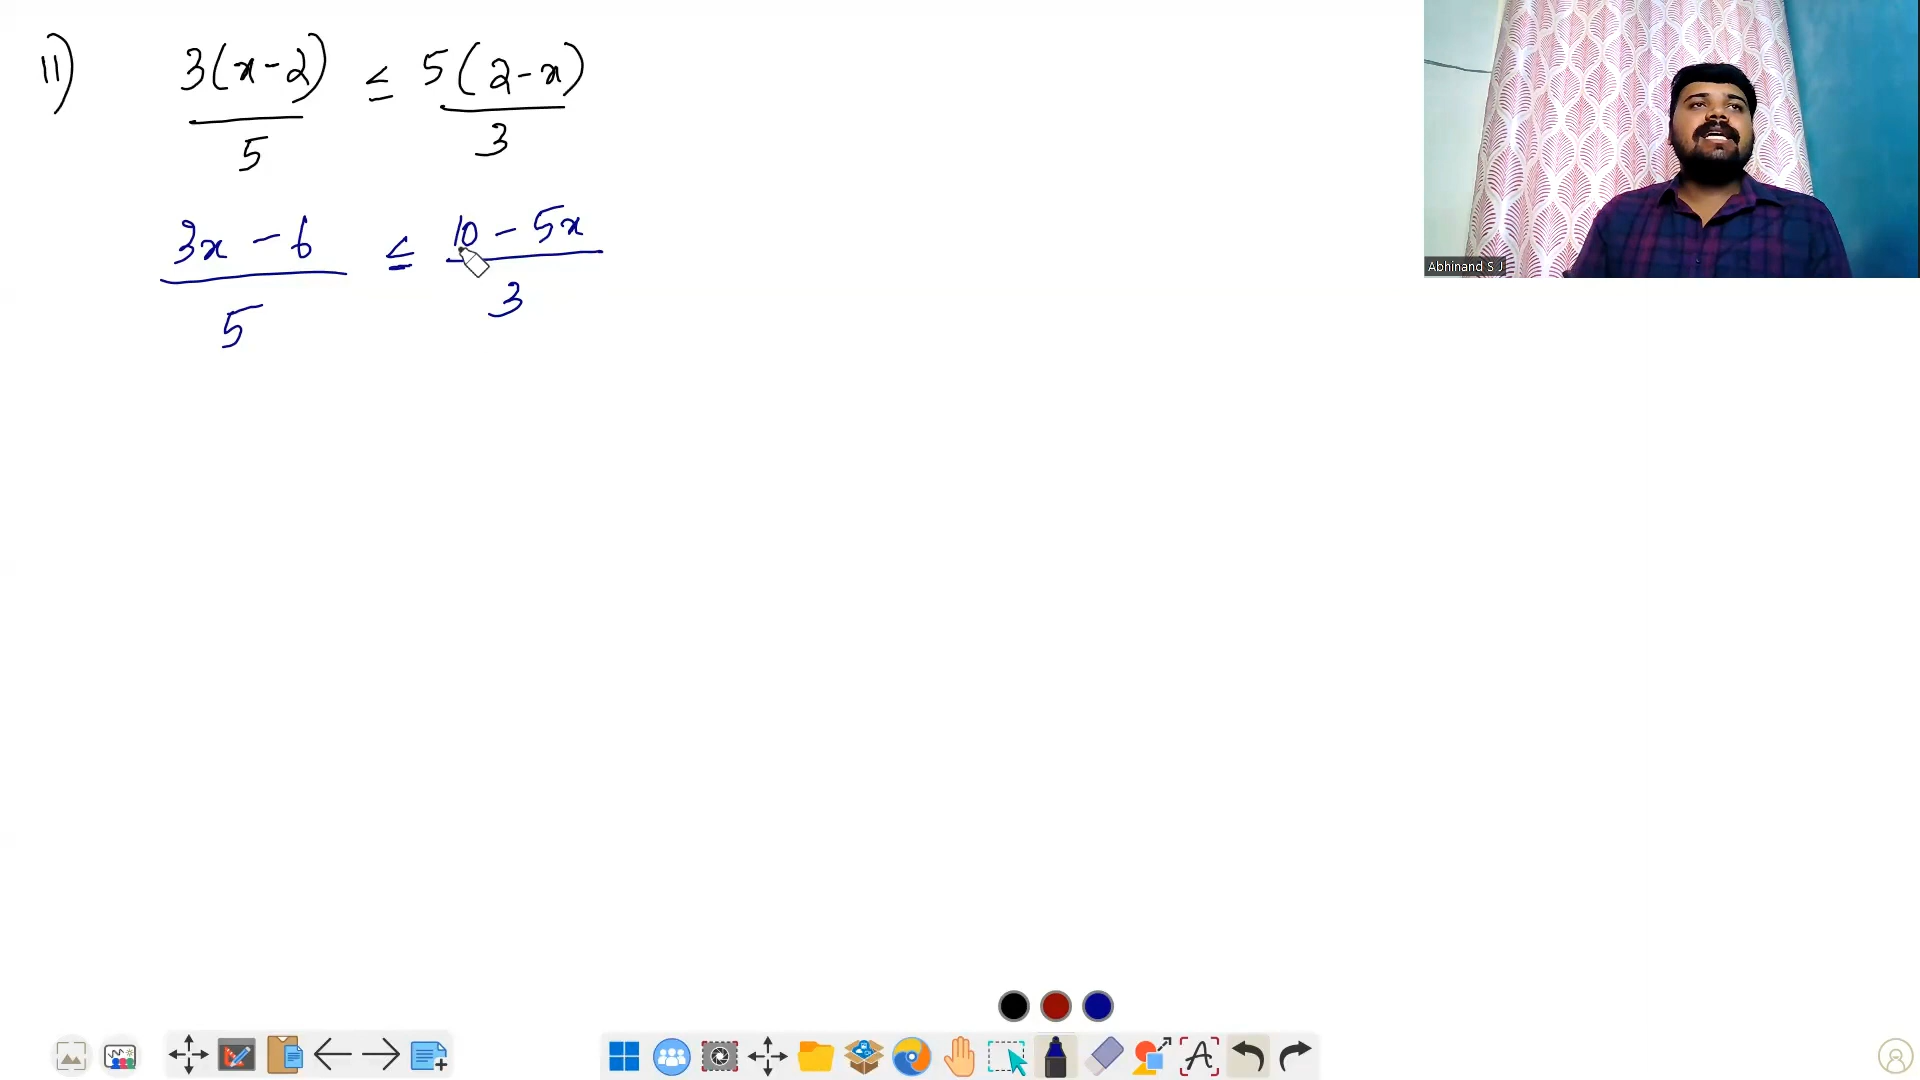 11) 3(x-2) ≤ 5(2-x)
5 3
3x - 6 ≤ 10 - 5x
5 3
Abhinand S J